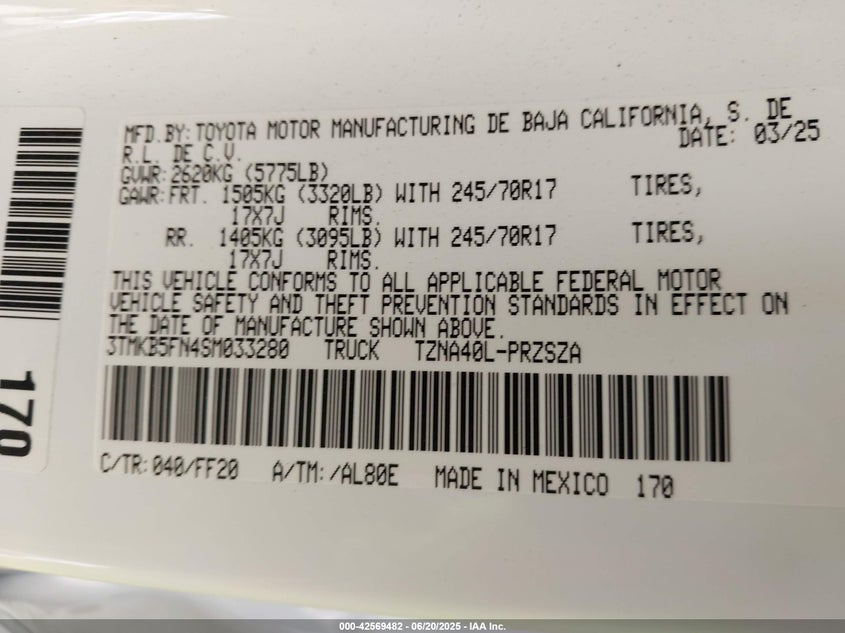 MFD.BY: TOYOTA MOTOR MANUFACTURING DE BAJA CALIFORNIA, S. DE
R.L. DE C.V. DATE: 03/25
GVWR: 2620KG (5775LB)
GAWR: FRT. 1505KG (3320LB) WITH 245/70R17 TIRES,
17X7J RIMS.
RR. 1405KG (3095LB) WITH 245/70R17 TIRES,
17X7J RIMS.
THIS VEHICLE CONFORMS TO ALL APPLICABLE FEDERAL MOTOR
VEHICLE SAFETY AND THEFT PREVENTION STANDARDS IN EFFECT ON
THE DATE OF MANUFACTURE SHOWN ABOVE.
3TMKB5FN4SM033280 TRUCK TZNA40L-PRZSZA
C/TR: 040/FF20 A/TM: /AL80E MADE IN MEXICO 170
170
000-42569482 - 06/20/2025 - IAA Inc.